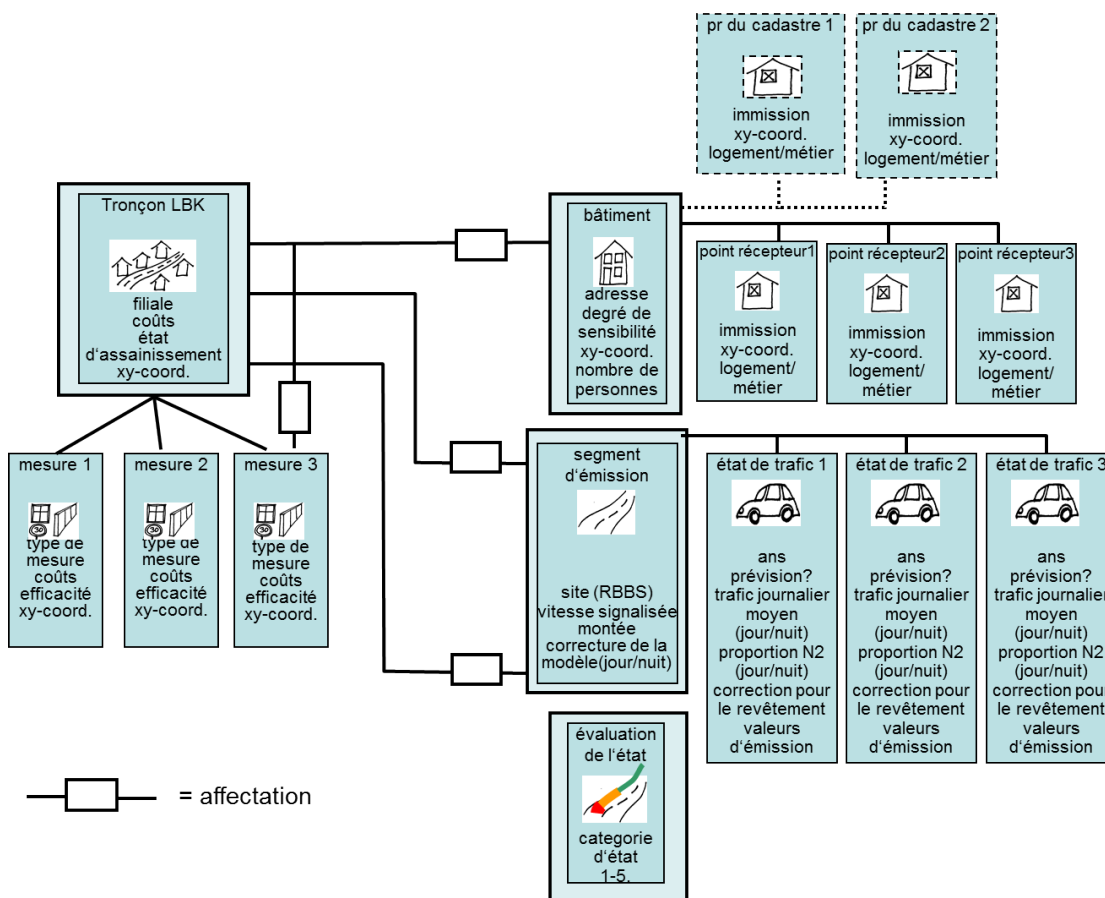 pr du cadastre 1
immission
xy-coord.
logement/métier
pr du cadastre 2
immission
xy-coord.
logement/métier
Tronçon LBK
filiale
coûts
état
d'assainissement
xy-coord.
bâtiment
adresse
degré de
sensibilité
xy-coord.
nombre de
personnes
point récepteur1
immission
xy-coord.
logement/
métier
point récepteur2
immission
xy-coord.
logement/
métier
point récepteur3
immission
xy-coord.
logement/
métier
mesure 1
30
type de
mesure
coûts
efficacité
xy-coord.
mesure 2
30
type de
mesure
coûts
efficacité
xy-coord.
mesure 3
30
type de
mesure
coûts
efficacité
xy-coord.
segment
d'émission
site (RBBS)
vitesse signalisée
montée
correcture de la
modèle(jour/nuit)
état de trafic 1
ans
prévision?
trafic journalier
moyen
(jour/nuit)
proportion N2
(jour/nuit)
correction pour
le revêtement
valeurs
d'émission
état de trafic 2
ans
prévision?
trafic journalier
moyen
(jour/nuit)
proportion N2
(jour/nuit)
correction pour
le revêtement
valeurs
d'émission
état de trafic 3
ans
prévision?
trafic journalier
moyen
(jour/nuit)
proportion N2
(jour/nuit)
correction pour
le revêtement
valeurs
d'émission
évaluation
de l'état
categorie
d'état
1-5.
= affectation